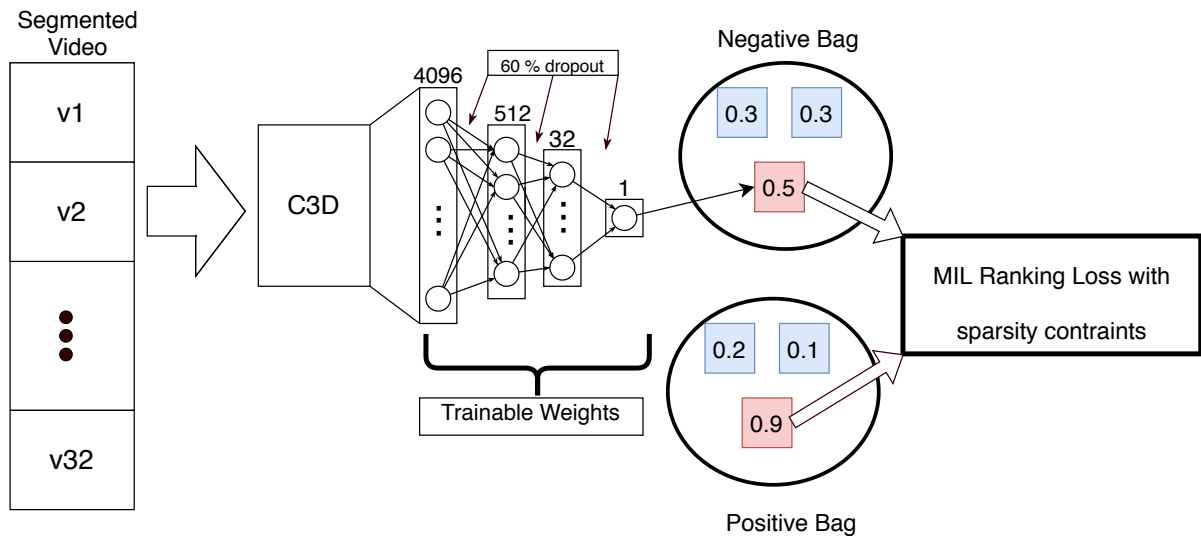 Segmented
Video
v1
v2
v32
C3D
4096
60 % dropout
512
32
1
Trainable Weights
Negative Bag
0.3
0.3
0.5
0.2
0.1
0.9
Positive Bag
MIL Ranking Loss with
sparsity contraints